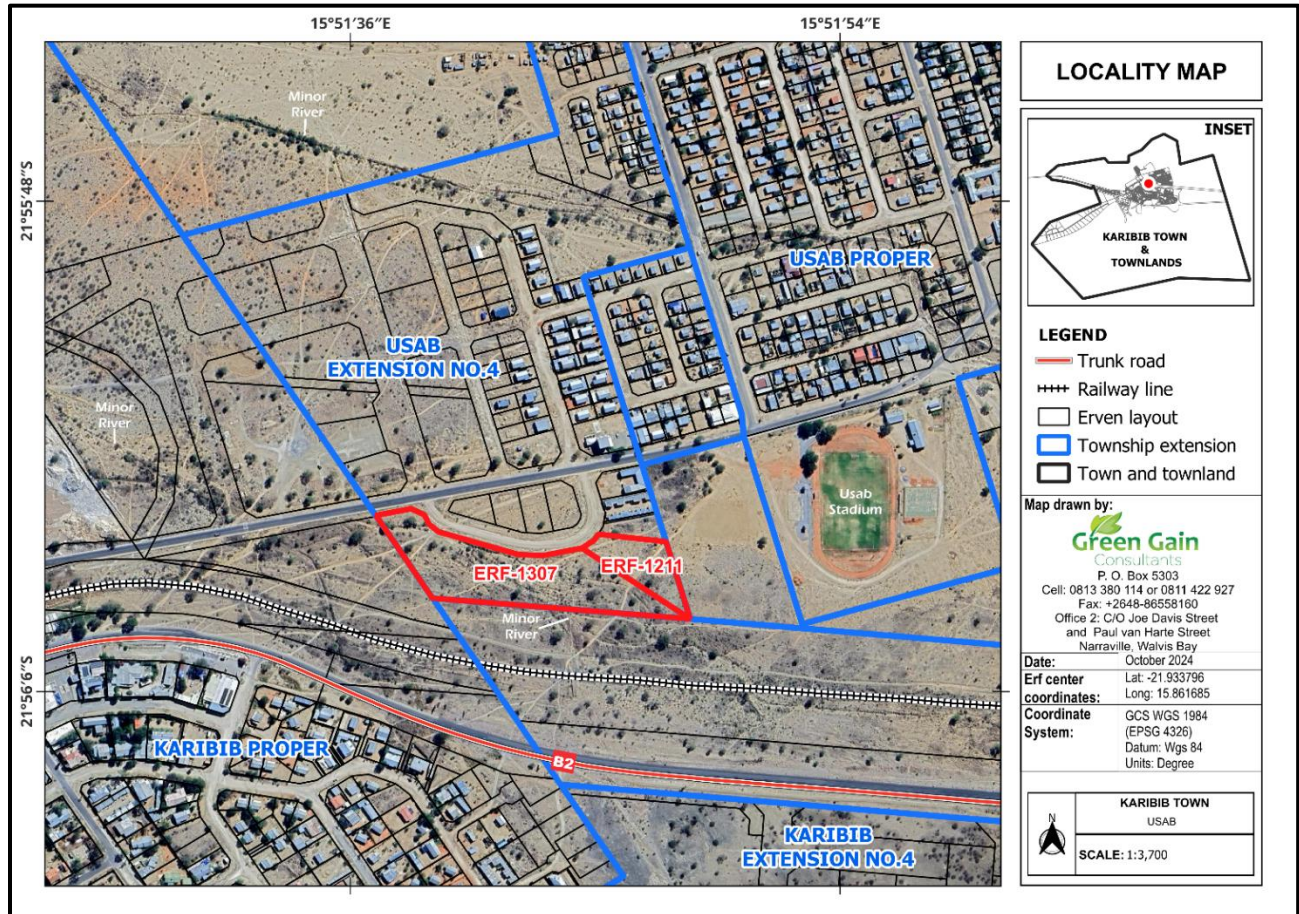 15°51′36″E
15°51′54″E
21°55′48″S
21°56′6″S
Minor
River
USAB PROPER
USAB
EXTENSION NO.4
Minor
River
Usab
Stadium
ERF-1307
ERF-1211
Minor
River
KARIBIB PROPER
B2
KARIBIB
EXTENSION NO.4
LOCALITY MAP
INSET
KARIBIB TOWN
&
TOWNLANDS
LEGEND
Trunk road
Railway line
Erven layout
Township extension
Town and townland
Map drawn by:
Green Gain
Consultants
P. O. Box 5303
Cell: 0813 380 114 or 0811 422 927
Fax: +2648-86558160
Office 2: C/O Joe Davis Street
and Paul van Harte Street
Narraville, Walvis Bay
Date: October 2024
Erf center coordinates: Lat: -21.933796
Long: 15.861685
Coordinate System: GCS WGS 1984
(EPSG 4326)
Datum: Wgs 84
Units: Degree
N
KARIBIB TOWN
USAB
SCALE: 1:3,700